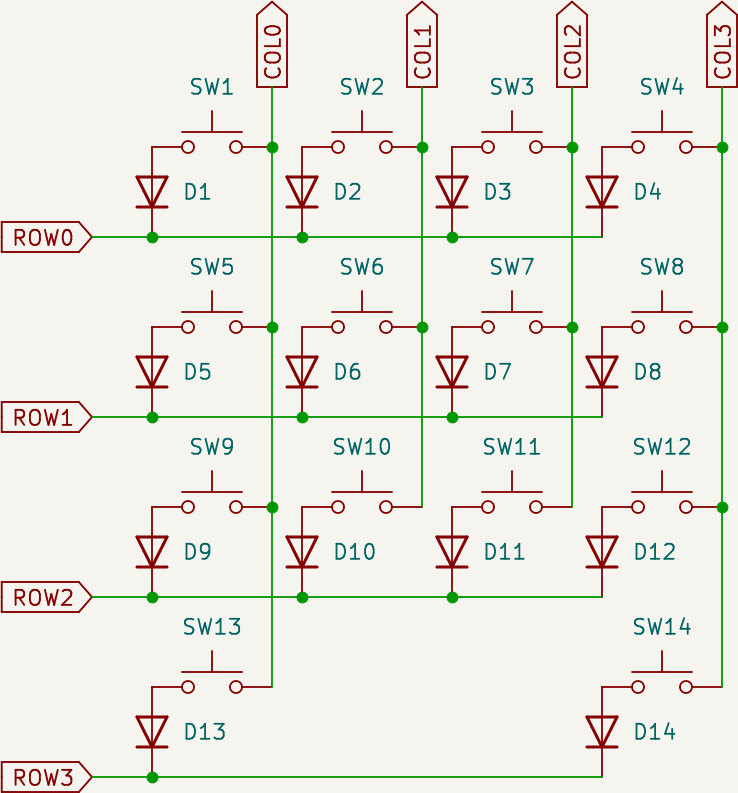 COL0 COL1 COL2 COL3
SW1 SW2 SW3 SW4
D1 D2 D3 D4
ROW0
SW5 SW6 SW7 SW8
D5 D6 D7 D8
ROW1
SW9 SW10 SW11 SW12
D9 D10 D11 D12
ROW2
SW13 SW14
D13 D14
ROW3